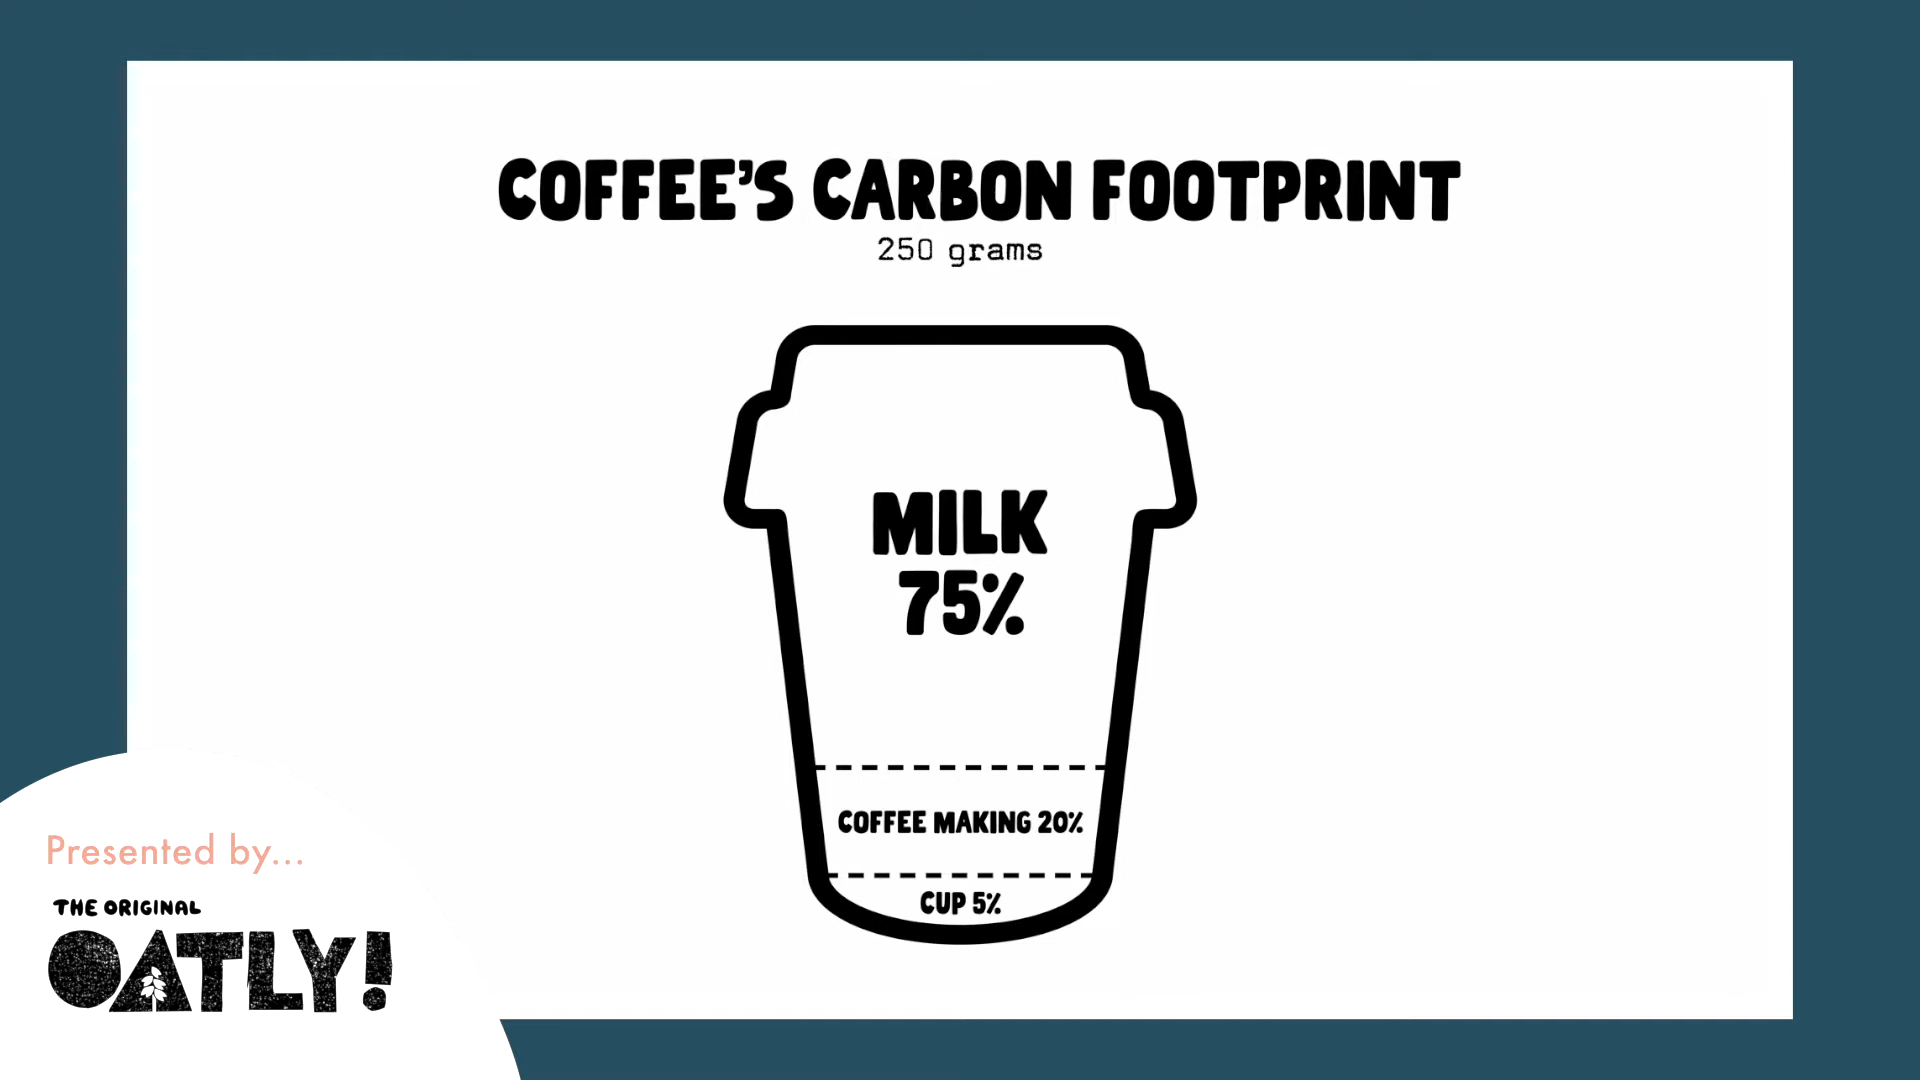 COFFEE'S CARBON FOOTPRINT
250 grams
MILK
75%
COFFEE MAKING 20%
CUP 5%
Presented by...
THE ORIGINAL
OATLY!